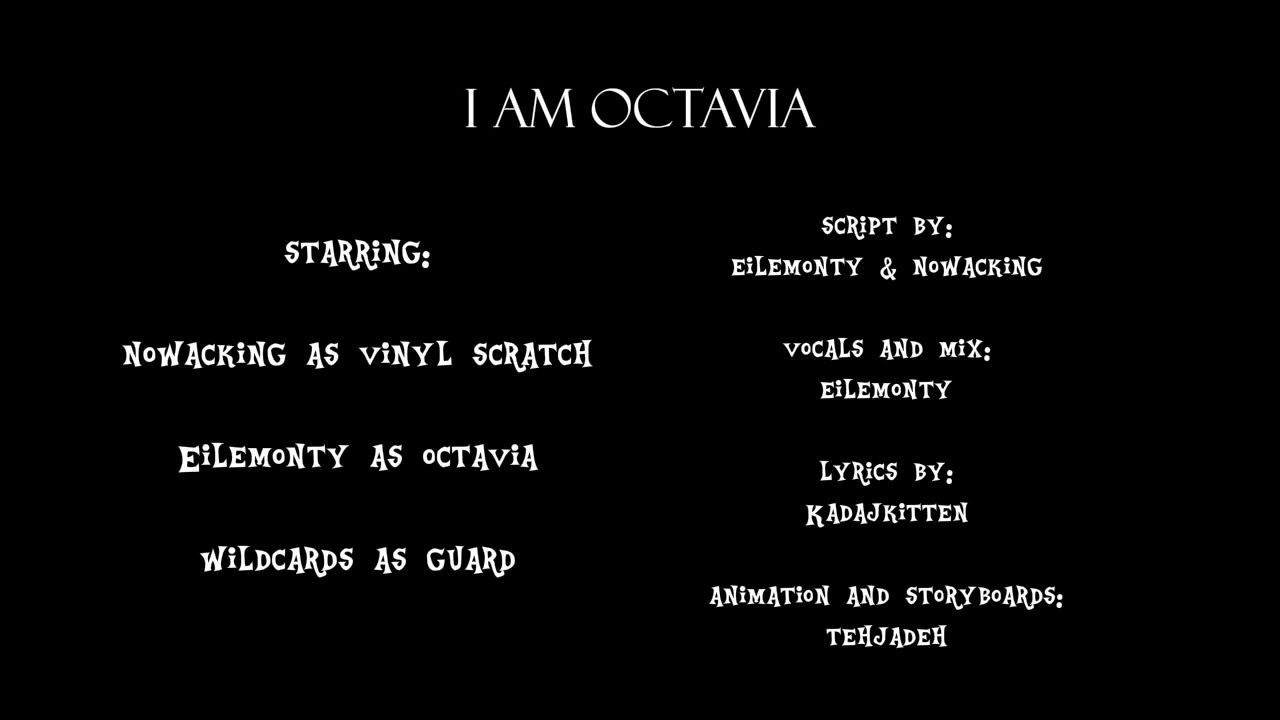 I AM OCTAVIA
STARRING:
NOWACKING AS VINYL SCRATCH
EILEMONTY AS OCTAVIA
WILDCARDS AS GUARD
SCRIPT BY:
EILEMONTY & NOWACKING
VOCALS AND MIX:
EILEMONTY
LYRICS BY:
KADAJKITTEN
ANIMATION AND STORYBOARDS:
TEHJADEH